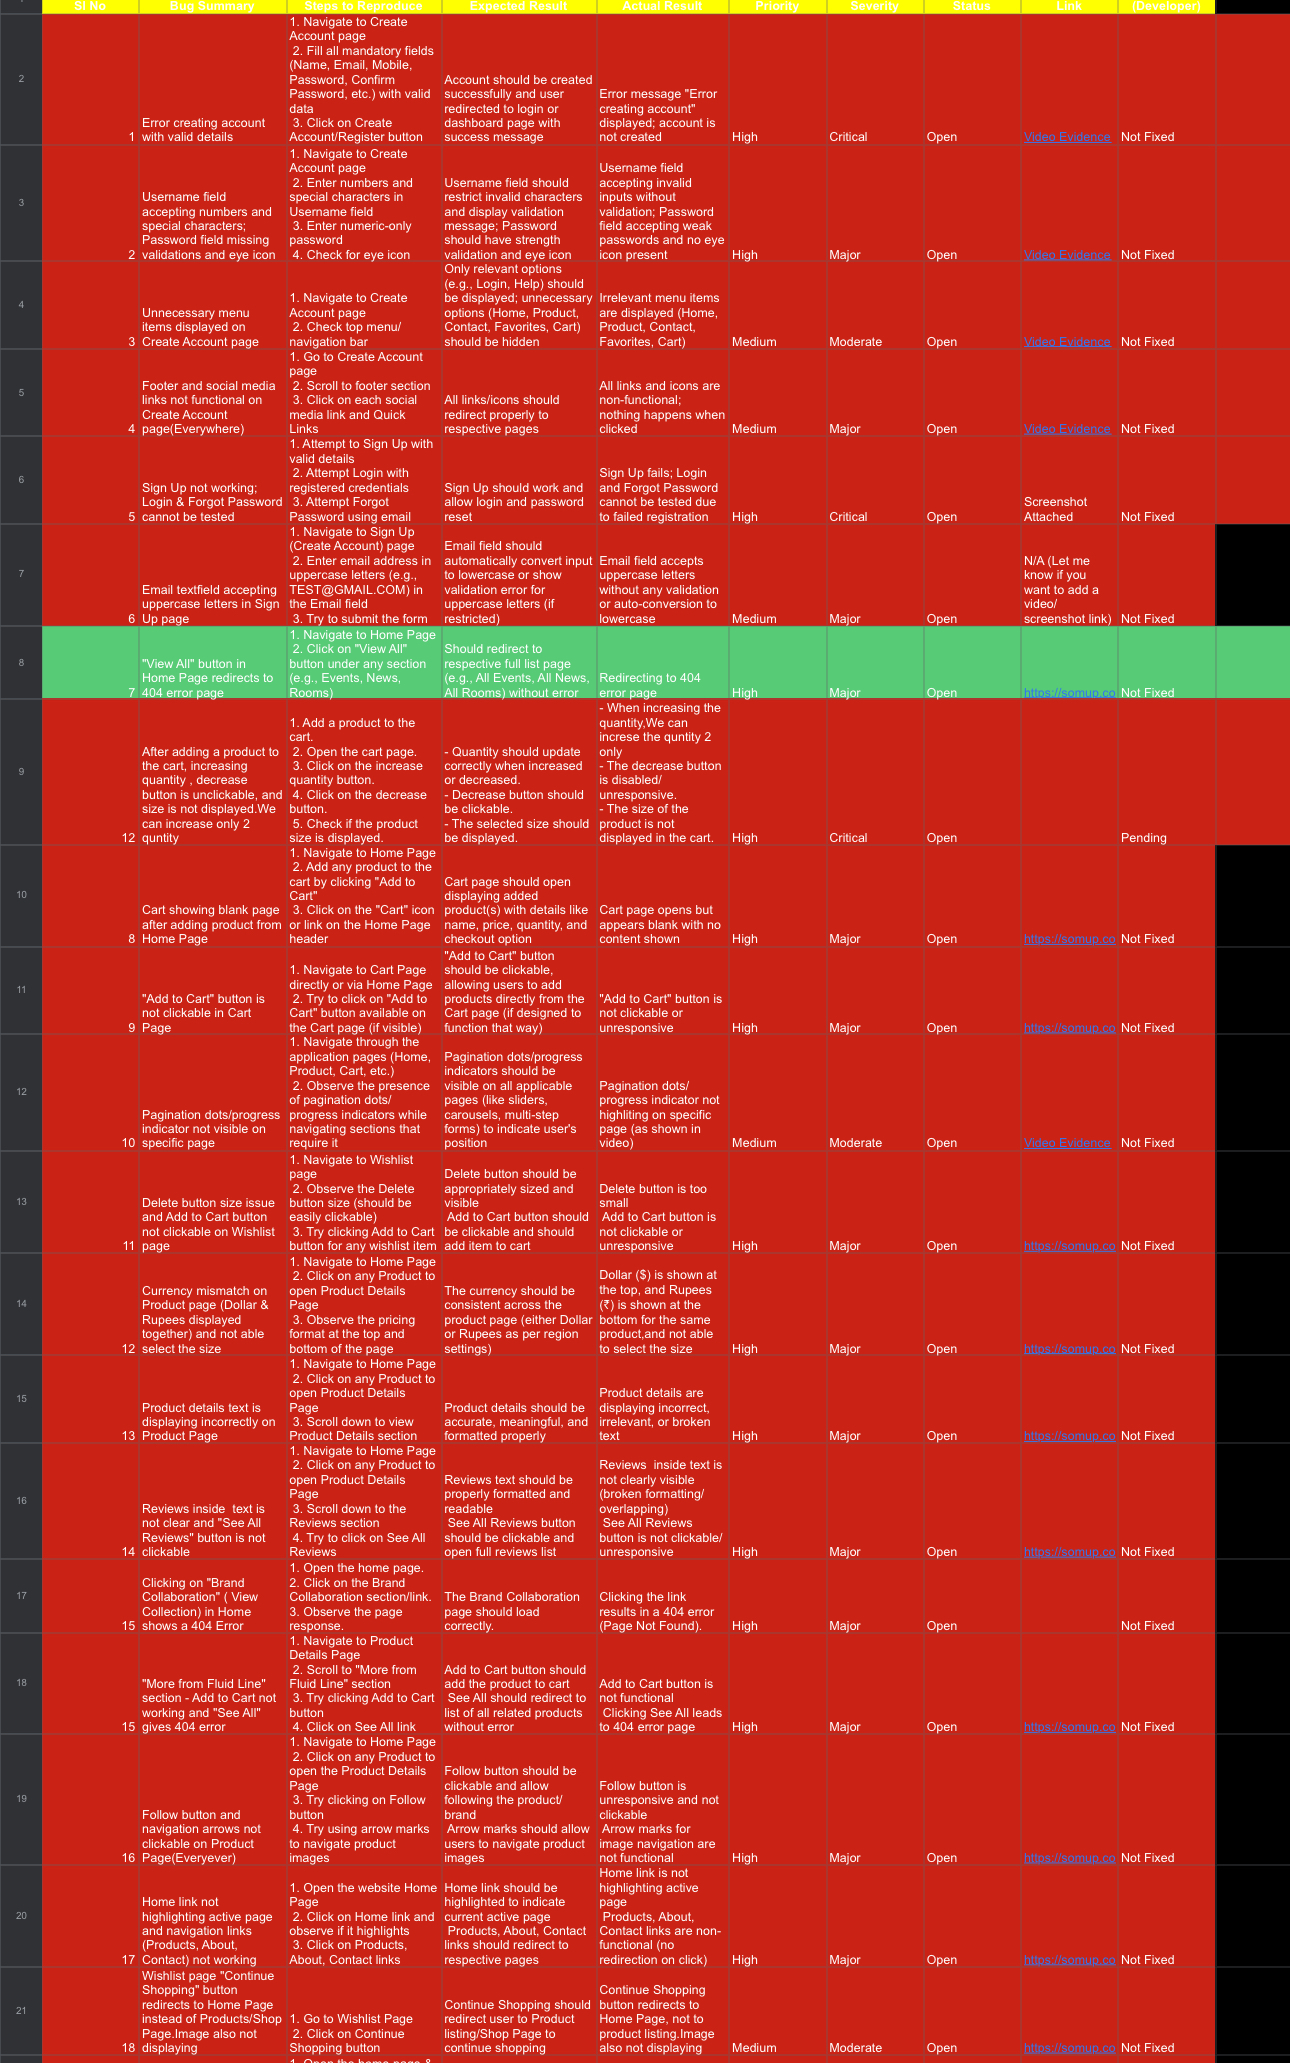 Sl No Bug Summary Steps to Reproduce Expected Result Actual Result Priority Severity Status Link (Developer)
2
1
Error creating account
with valid details
1. Navigate to Create
Account page
2. Fill all mandatory fields
(Name, Email, Mobile,
Password, Confirm
Password, etc.) with valid
data
3. Click on Create
Account/Register button
Account should be created
successfully and user
redirected to login or
dashboard page with
success message
Error message "Error
creating account"
displayed; account is
not created
High
Critical
Open
Video Evidence
Not Fixed
3
2
Username field
accepting numbers and
special characters;
Password field missing
validations and eye icon
1. Navigate to Create
Account page
2. Enter numbers and
special characters in
Username field
3. Enter numeric-only
password
4. Check for eye icon
Username field should
restrict invalid characters
and display validation
message; Password
should have strength
validation and eye icon
Username field
accepting invalid
inputs without
validation; Password
field accepting weak
passwords and no eye
icon present
High
Major
Open
Video Evidence
Not Fixed
4
3
Unnecessary menu
items displayed on
Create Account page
1. Navigate to Create
Account page
2. Check top menu/
navigation bar
Only relevant options
(e.g., Login, Help) should
be displayed; unnecessary
options (Home, Product,
Contact, Favorites, Cart)
should be hidden
Irrelevant menu items
are displayed (Home,
Product, Contact,
Favorites, Cart)
Medium
Moderate
Open
Video Evidence
Not Fixed
5
4
Footer and social media
links not functional on
Create Account
page(Everywhere)
1. Go to Create Account
page
2. Scroll to footer section
3. Click on each social
media link and Quick
Links
All links/icons should
redirect properly to
respective pages
All links and icons are
non-functional;
nothing happens when
clicked
Medium
Major
Open
Video Evidence
Not Fixed
6
5
Sign Up not working;
Login & Forgot Password
cannot be tested
1. Attempt to Sign Up with
valid details
2. Attempt Login with
registered credentials
3. Attempt Forgot
Password using email
Sign Up should work and
allow login and password
reset
Sign Up fails; Login
and Forgot Password
cannot be tested due
to failed registration
High
Critical
Open
Screenshot
Attached
Not Fixed
7
6
Email textfield accepting
uppercase letters in Sign
Up page
1. Navigate to Sign Up
(Create Account) page
2. Enter email address in
uppercase letters (e.g.,
TEST@GMAIL.COM) in
the Email field
3. Try to submit the form
Email field should
automatically convert input
to lowercase or show
validation error for
uppercase letters (if
restricted)
Email field accepts
uppercase letters
without any validation
or auto-conversion to
lowercase
Medium
Major
Open
N/A (Let me
know if you
want to add a
video/
screenshot link)
Not Fixed
8
7
"View All" button in
Home Page redirects to
404 error page
1. Navigate to Home Page
2. Click on "View All"
button under any section
(e.g., Events, News,
Rooms)
Should redirect to
respective full list page
(e.g., All Events, All News,
All Rooms) without error
Redirecting to 404
error page
High
Major
Open
https://somup.co
Not Fixed
9
12
After adding a product to
the cart, increasing
quantity , decrease
button is unclickable, and
size is not displayed.We
can increase only 2
quntity
1. Add a product to the
cart.
2. Open the cart page.
3. Click on the increase
quantity button.
4. Click on the decrease
button.
5. Check if the product
size is displayed.
- Quantity should update
correctly when increased
or decreased.
- Decrease button should
be clickable.
- The selected size should
be displayed.
- When increasing the
quantity,We can
increse the quntity 2
only
- The decrease button
is disabled/
unresponsive.
- The size of the
product is not
displayed in the cart.
High
Critical
Open
Pending
10
8
Cart showing blank page
after adding product from
Home Page
1. Navigate to Home Page
2. Add any product to the
cart by clicking "Add to
Cart"
3. Click on the "Cart" icon
or link on the Home Page
header
Cart page should open
displaying added
product(s) with details like
name, price, quantity, and
checkout option
Cart page opens but
appears blank with no
content shown
High
Major
Open
https://somup.co
Not Fixed
11
9
"Add to Cart" button is
not clickable in Cart
Page
1. Navigate to Cart Page
directly or via Home Page
2. Try to click on "Add to
Cart" button available on
the Cart page (if visible)
"Add to Cart" button
should be clickable,
allowing users to add
products directly from the
Cart page (if designed to
function that way)
"Add to Cart" button is
not clickable or
unresponsive
High
Major
Open
https://somup.co
Not Fixed
12
10
Pagination dots/progress
indicator not visible on
specific page
1. Navigate through the
application pages (Home,
Product, Cart, etc.)
2. Observe the presence
of pagination dots/
progress indicators while
navigating sections that
require it
Pagination dots/progress
indicators should be
visible on all applicable
pages (like sliders,
carousels, multi-step
forms) to indicate user's
position
Pagination dots/
progress indicator not
highliting on specific
page (as shown in
video)
Medium
Moderate
Open
Video Evidence
Not Fixed
13
11
Delete button size issue
and Add to Cart button
not clickable on Wishlist
page
1. Navigate to Wishlist
page
2. Observe the Delete
button size (should be
easily clickable)
3. Try clicking Add to Cart
button for any wishlist item
Delete button should be
appropriately sized and
visible
Add to Cart button should
be clickable and should
add item to cart
Delete button is too
small
Add to Cart button is
not clickable or
unresponsive
High
Major
Open
https://somup.co
Not Fixed
14
12
Currency mismatch on
Product page (Dollar &
Rupees displayed
together) and not able
select the size
1. Navigate to Home Page
2. Click on any Product to
open Product Details
Page
3. Observe the pricing
format at the top and
bottom of the page
The currency should be
consistent across the
product page (either Dollar
or Rupees as per region
settings)
Dollar ($) is shown at
the top, and Rupees
(₹) is shown at the
bottom for the same
product,and not able
to select the size
High
Major
Open
https://somup.co
Not Fixed
15
13
Product details text is
displaying incorrectly on
Product Page
1. Navigate to Home Page
2. Click on any Product to
open Product Details
Page
3. Scroll down to view
Product Details section
Product details should be
accurate, meaningful, and
formatted properly
Product details are
displaying incorrect,
irrelevant, or broken
text
High
Major
Open
https://somup.co
Not Fixed
16
14
Reviews inside text is
not clear and "See All
Reviews" button is not
clickable
1. Navigate to Home Page
2. Click on any Product to
open Product Details
Page
3. Scroll down to the
Reviews section
4. Try to click on See All
Reviews
Reviews text should be
properly formatted and
readable
See All Reviews button
should be clickable and
open full reviews list
Reviews inside text is
not clearly visible
(broken formatting/
overlapping)
See All Reviews
button is not clickable/
unresponsive
High
Major
Open
https://somup.co
Not Fixed
17
15
Clicking on "Brand
Collaboration" ( View
Collection) in Home
shows a 404 Error
1. Open the home page.
2. Click on the Brand
Collaboration section/link.
3. Observe the page
response.
The Brand Collaboration
page should load
correctly.
Clicking the link
results in a 404 error
(Page Not Found).
High
Major
Open
Not Fixed
18
15
"More from Fluid Line"
section - Add to Cart not
working and "See All"
gives 404 error
1. Navigate to Product
Details Page
2. Scroll to "More from
Fluid Line" section
3. Try clicking Add to Cart
button
4. Click on See All link
Add to Cart button should
add the product to cart
See All should redirect to
list of all related products
without error
Add to Cart button is
not functional
Clicking See All leads
to 404 error page
High
Major
Open
https://somup.co
Not Fixed
19
16
Follow button and
navigation arrows not
clickable on Product
Page(Everyever)
1. Navigate to Home Page
2. Click on any Product to
open the Product Details
Page
3. Try clicking on Follow
button
4. Try using arrow marks
to navigate product
images
Follow button should be
clickable and allow
following the product/
brand
Arrow marks should allow
users to navigate product
images
Follow button is
unresponsive and not
clickable
Arrow marks for
image navigation are
not functional
High
Major
Open
https://somup.co
Not Fixed
20
17
Home link not
highlighting active page
and navigation links
(Products, About,
Contact) not working
1. Open the website Home
Page
2. Click on Home link and
observe if it highlights
3. Click on Products,
About, Contact links
Home link should be
highlighted to indicate
current active page
Products, About, Contact
links should redirect to
respective pages
Home link is not
highlighting active
page
Products, About,
Contact links are non-
functional (no
redirection on click)
High
Major
Open
https://somup.co
Not Fixed
21
18
Wishlist page "Continue
Shopping" button
redirects to Home Page
instead of Products/Shop
Page.Image also not
displaying
1. Go to Wishlist Page
2. Click on Continue
Shopping button
Continue Shopping should
redirect user to Product
listing/Shop Page to
continue shopping
Continue Shopping
button redirects to
Home Page, not to
product listing.Image
also not displaying
Medium
Moderate
Open
https://somup.co
Not Fixed
1. Open the home page &